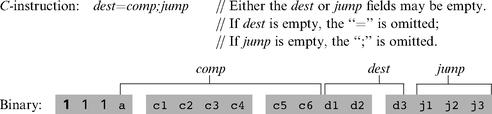 C-instruction: dest=comp;jump // Either the dest or jump fields may be empty.
// If dest is empty, the “=” is omitted;
// If jump is empty, the “;” is omitted.
comp dest jump
Binary: 1 1 1 a c1 c2 c3 c4 c5 c6 d1 d2 d3 j1 j2 j3